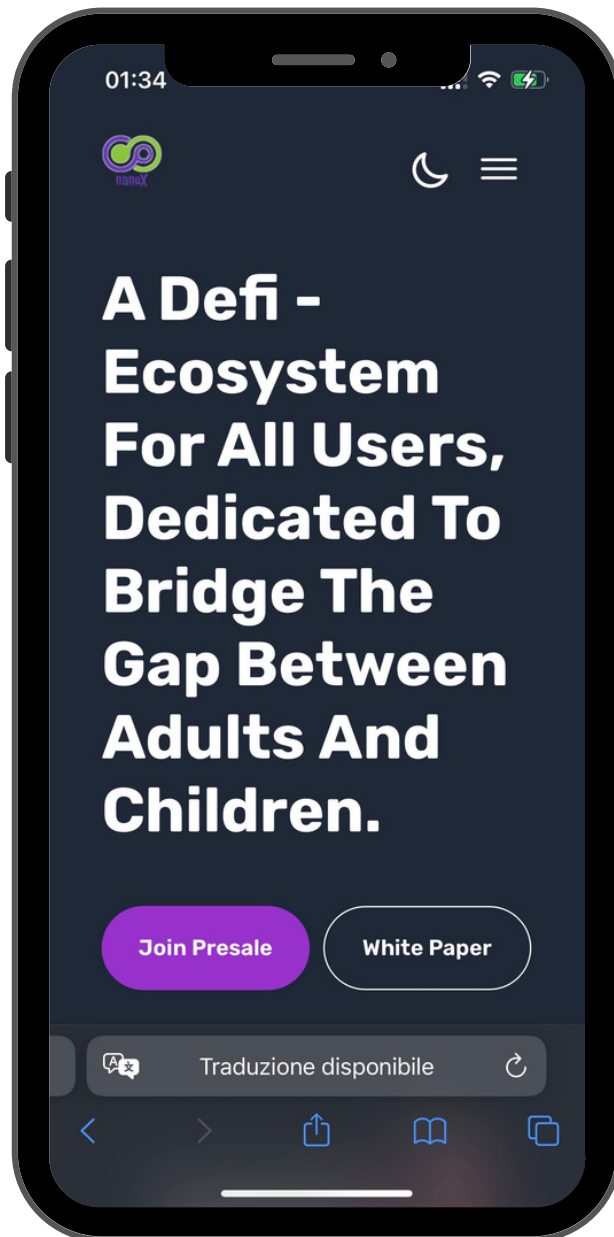 01:34
nanoX
A Defi -
Ecosystem
For All Users,
Dedicated To
Bridge The
Gap Between
Adults And
Children.
Join Presale
White Paper
Traduzione disponibile